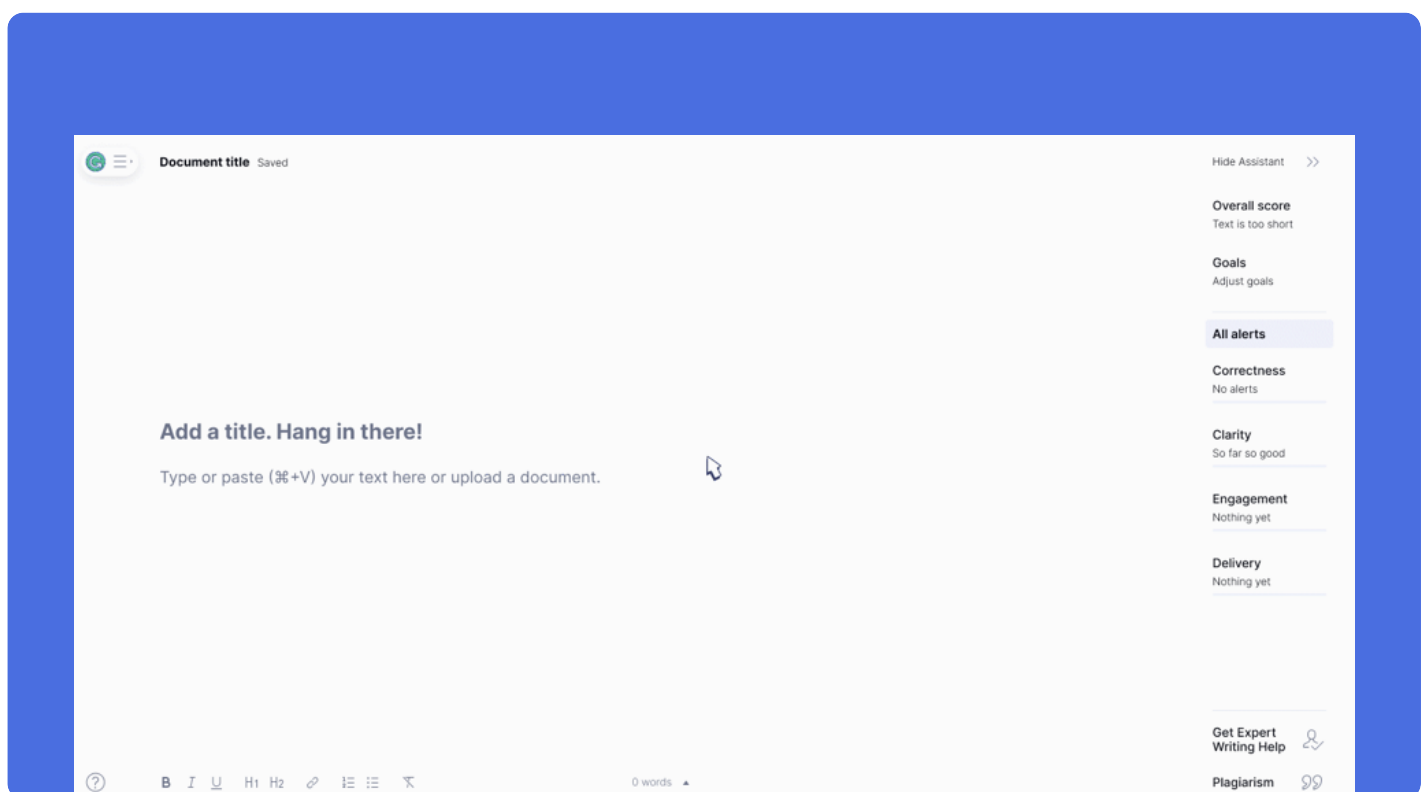 Document title Saved
Hide Assistant
Overall score
Text is too short
Goals
Adjust goals
All alerts
Correctness
No alerts
Clarity
So far so good
Engagement
Nothing yet
Delivery
Nothing yet
Add a title. Hang in there!
Type or paste (⌘+V) your text here or upload a document.
Get Expert
Writing Help
Plagiarism
B I U H1 H2
0 words